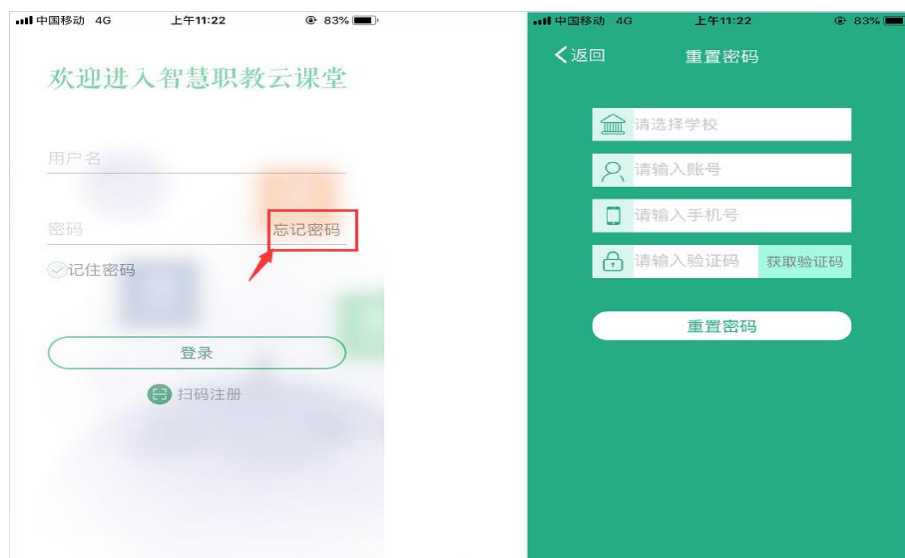 中国移动 4G 上午11:22 83%
欢迎进入智慧职教云课堂
用户名
密码 忘记密码
记住密码
登录
扫码注册
中国移动 4G 上午11:22 83%
返回 重置密码
请选择学校
请输入账号
请输入手机号
请输入验证码 获取验证码
重置密码